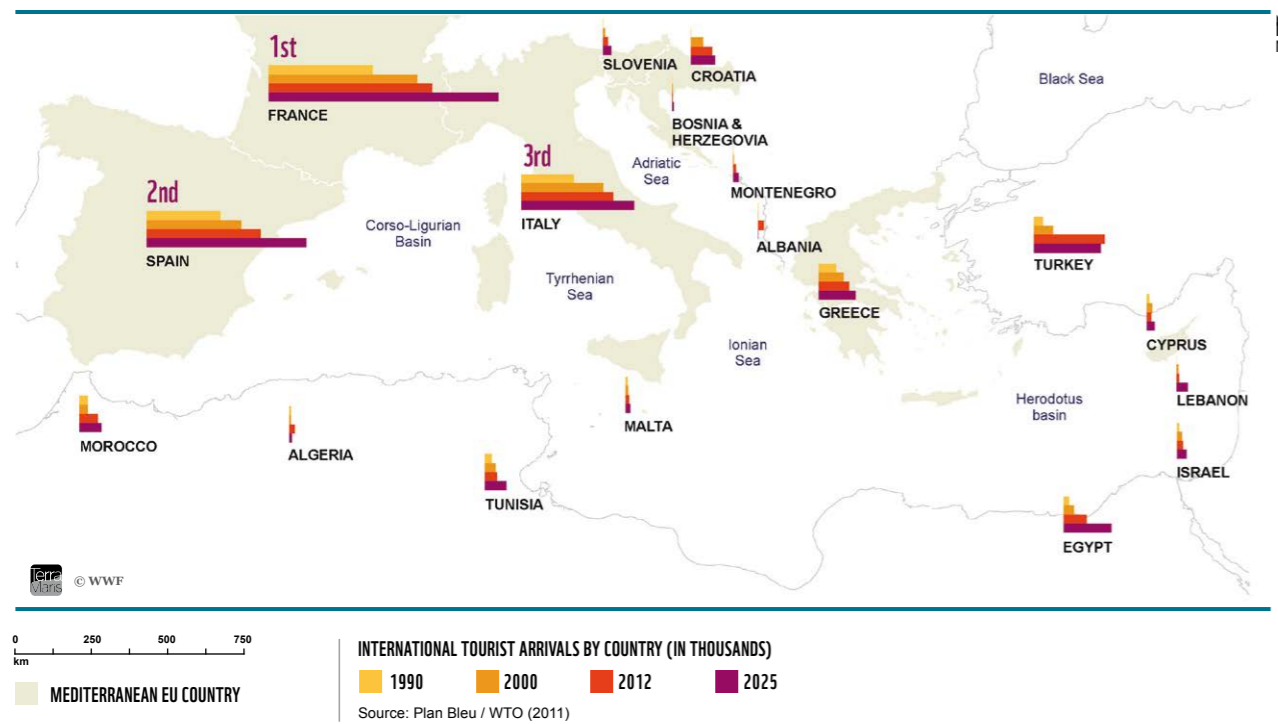 SLOVENIA
CROATIA
1st
FRANCE
Black Sea
BOSNIA &
HERZEGOVIA
3rd
ITALY
Adriatic
Sea
MONTENEGRO
2nd
SPAIN
Corso-Ligurian
Basin
ALBANIA
TURKEY
Tyrrhenian
Sea
GREECE
Ionian
Sea
CYPRUS
LEBANON
Herodotus
basin
MOROCCO
ALGERIA
MALTA
ISRAEL
TUNISIA
EGYPT
Terra
Maris
© WWF
0 250 500 750
km
MEDITERRANEAN EU COUNTRY
INTERNATIONAL TOURIST ARRIVALS BY COUNTRY (IN THOUSANDS)
1990 2000 2012 2025
Source: Plan Bleu / WTO (2011)